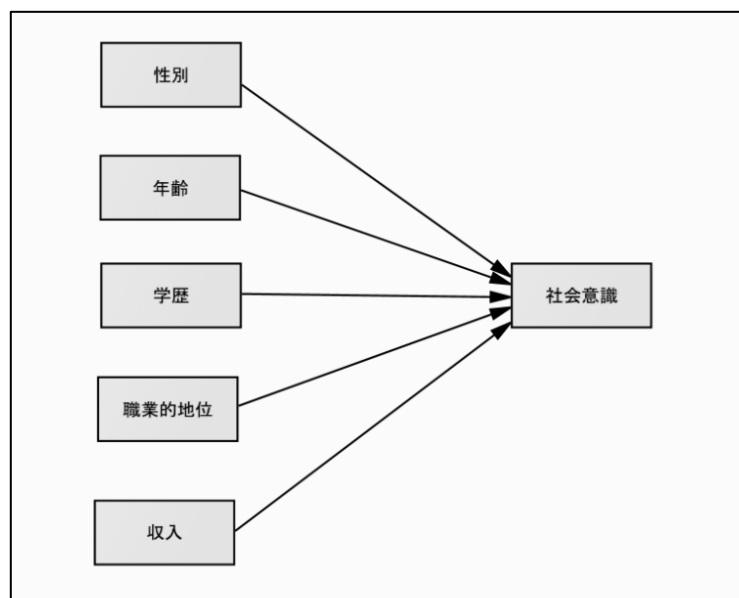 性別
年齢
学歴
社会意識
職業的地位
収入